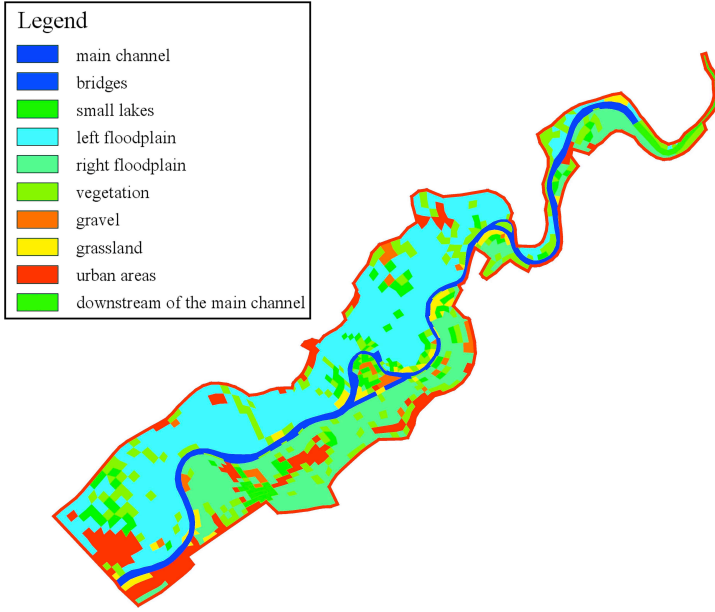 Legend
main channel
bridges
small lakes
left floodplain
right floodplain
vegetation
gravel
grassland
urban areas
downstream of the main channel